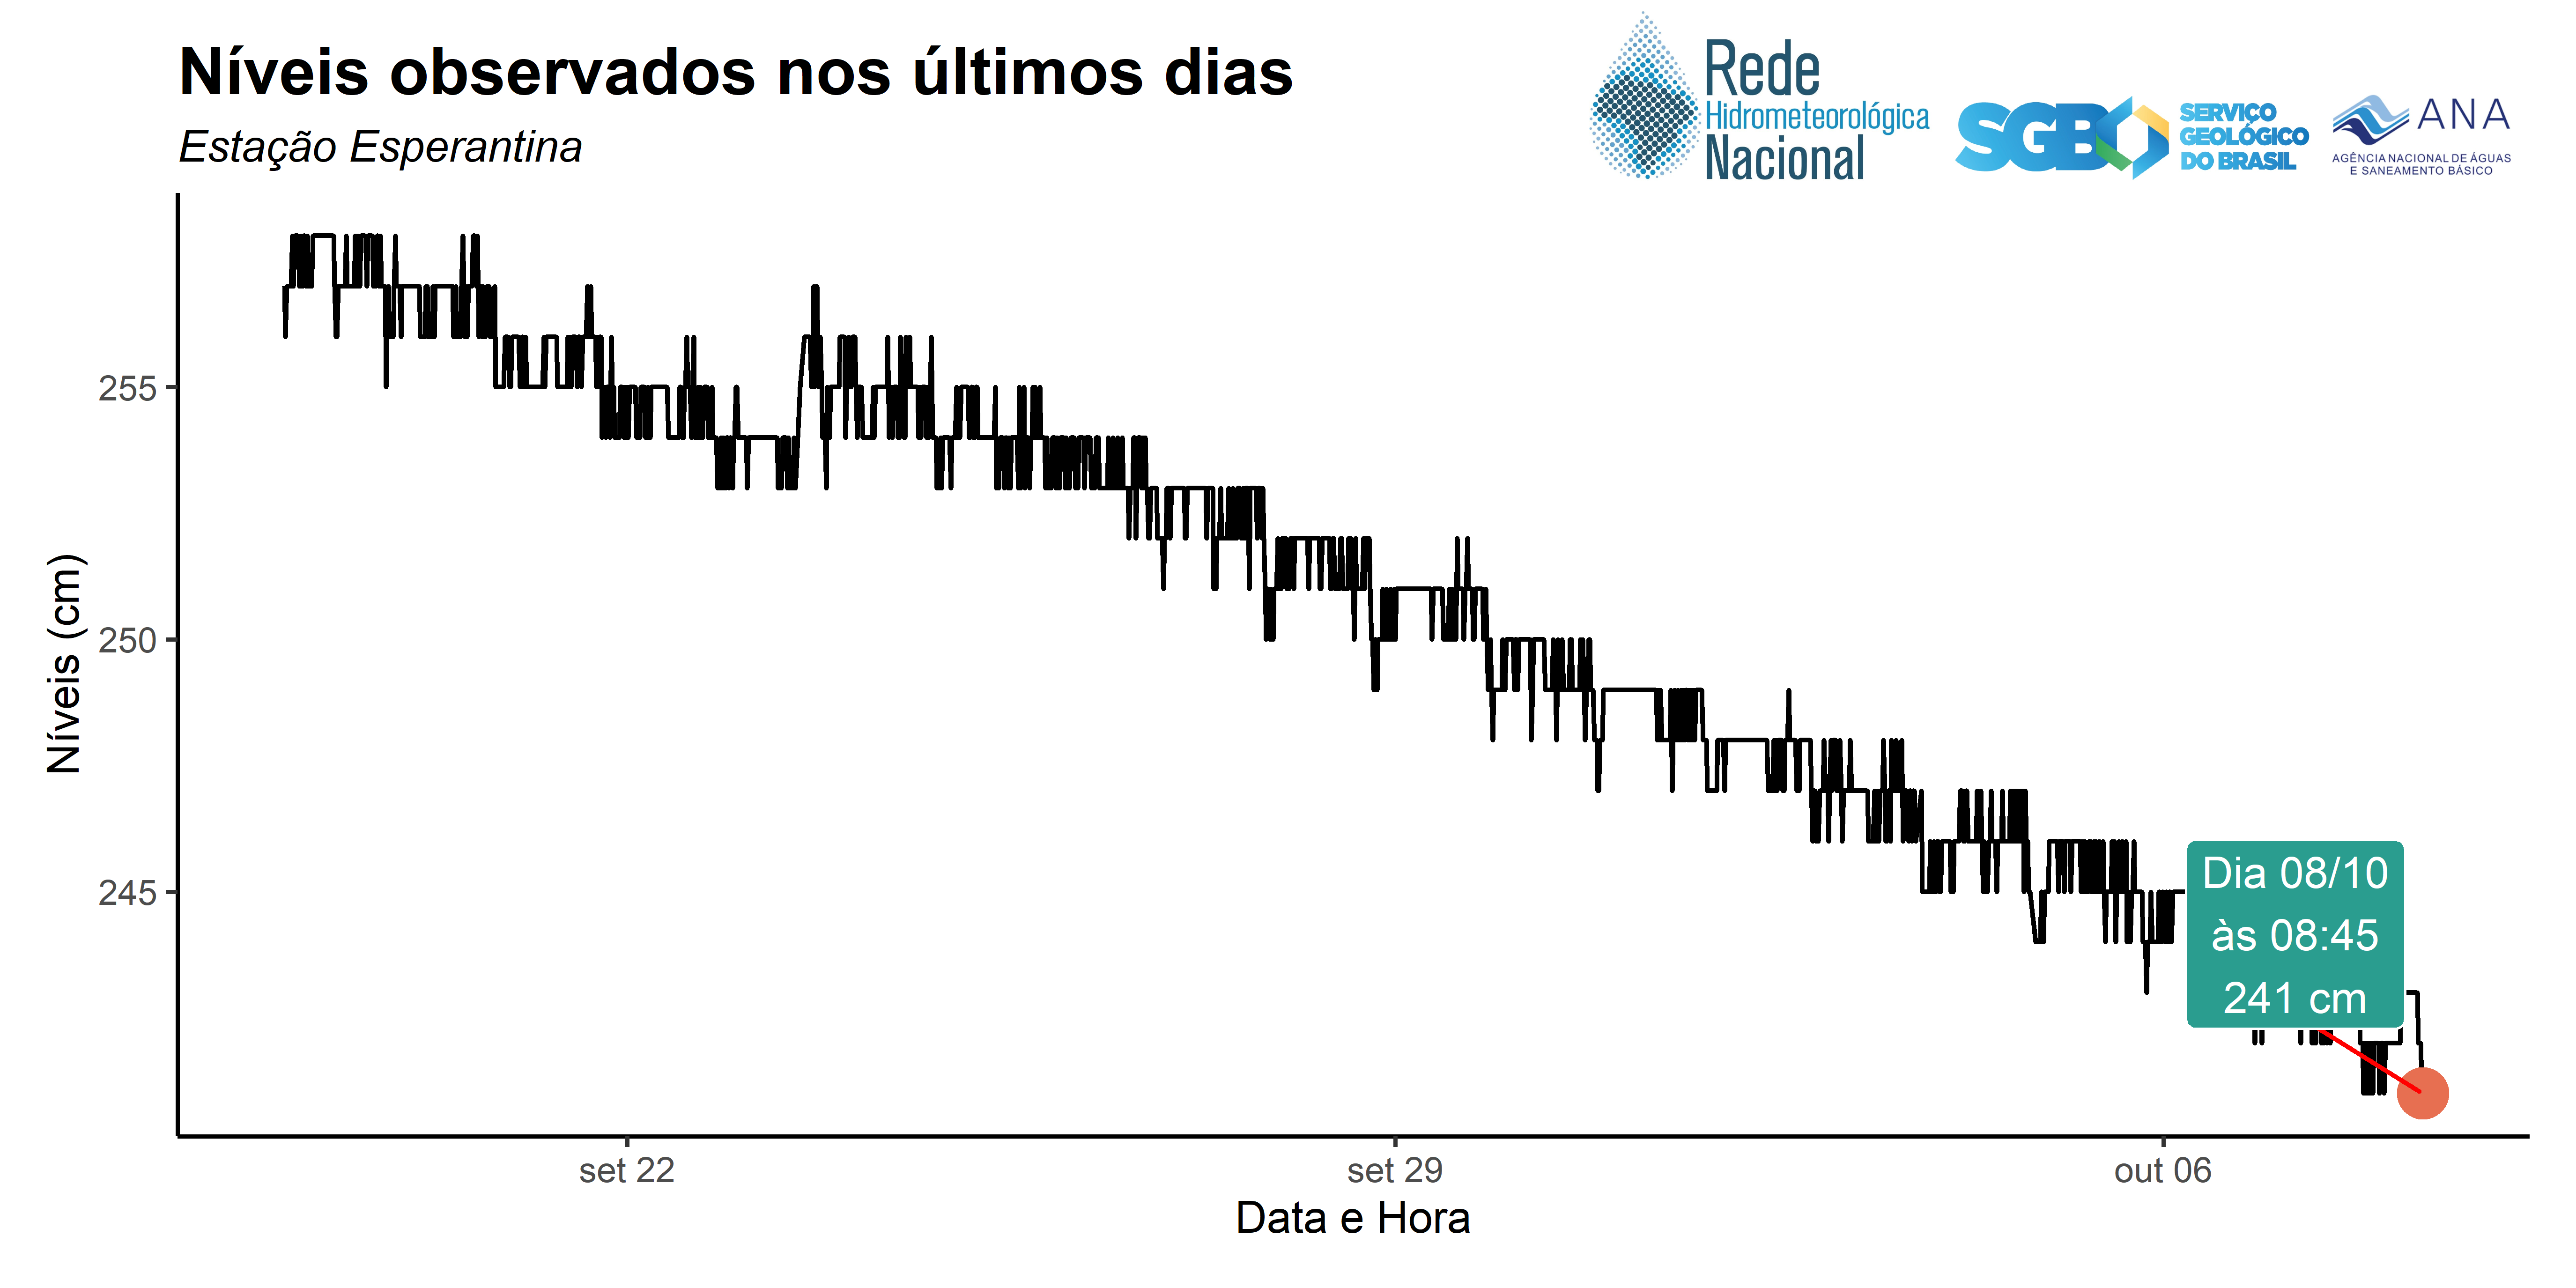 Níveis observados nos últimos dias
Estação Esperantina
Rede
Hidrometeorológica
Nacional
SGB
SERVIÇO
GEOLÓGICO
DO BRASIL
ANA
AGÊNCIA NACIONAL DE ÁGUAS
E SANEAMENTO BÁSICO
Níveis (cm)
255
250
245
Dia 08/10
às 08:45
241 cm
set 22
set 29
out 06
Data e Hora